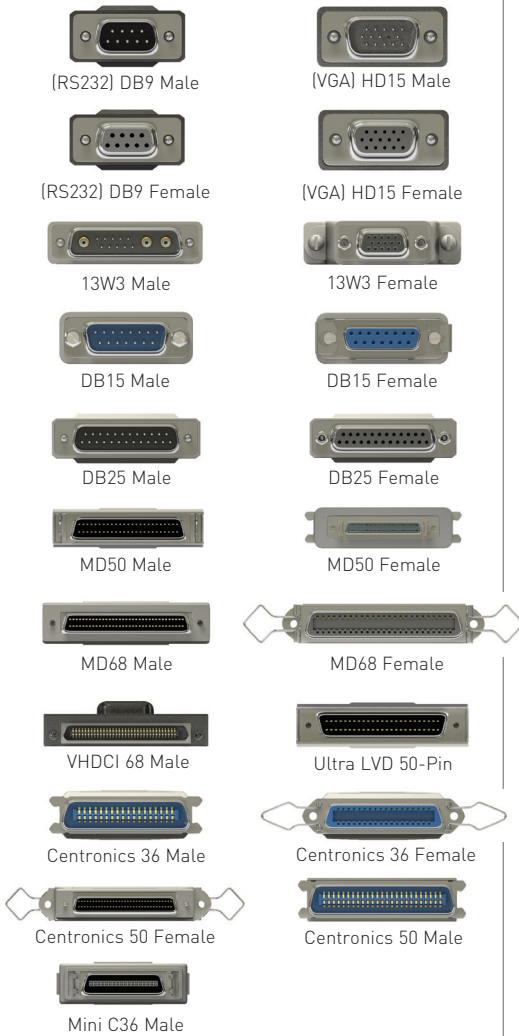 (RS232) DB9 Male
(VGA) HD15 Male
(RS232) DB9 Female
(VGA) HD15 Female
13W3 Male
13W3 Female
DB15 Male
DB15 Female
DB25 Male
DB25 Female
MD50 Male
MD50 Female
MD68 Male
MD68 Female
VHDCI 68 Male
Ultra LVD 50-Pin
Centronics 36 Male
Centronics 36 Female
Centronics 50 Female
Centronics 50 Male
Mini C36 Male